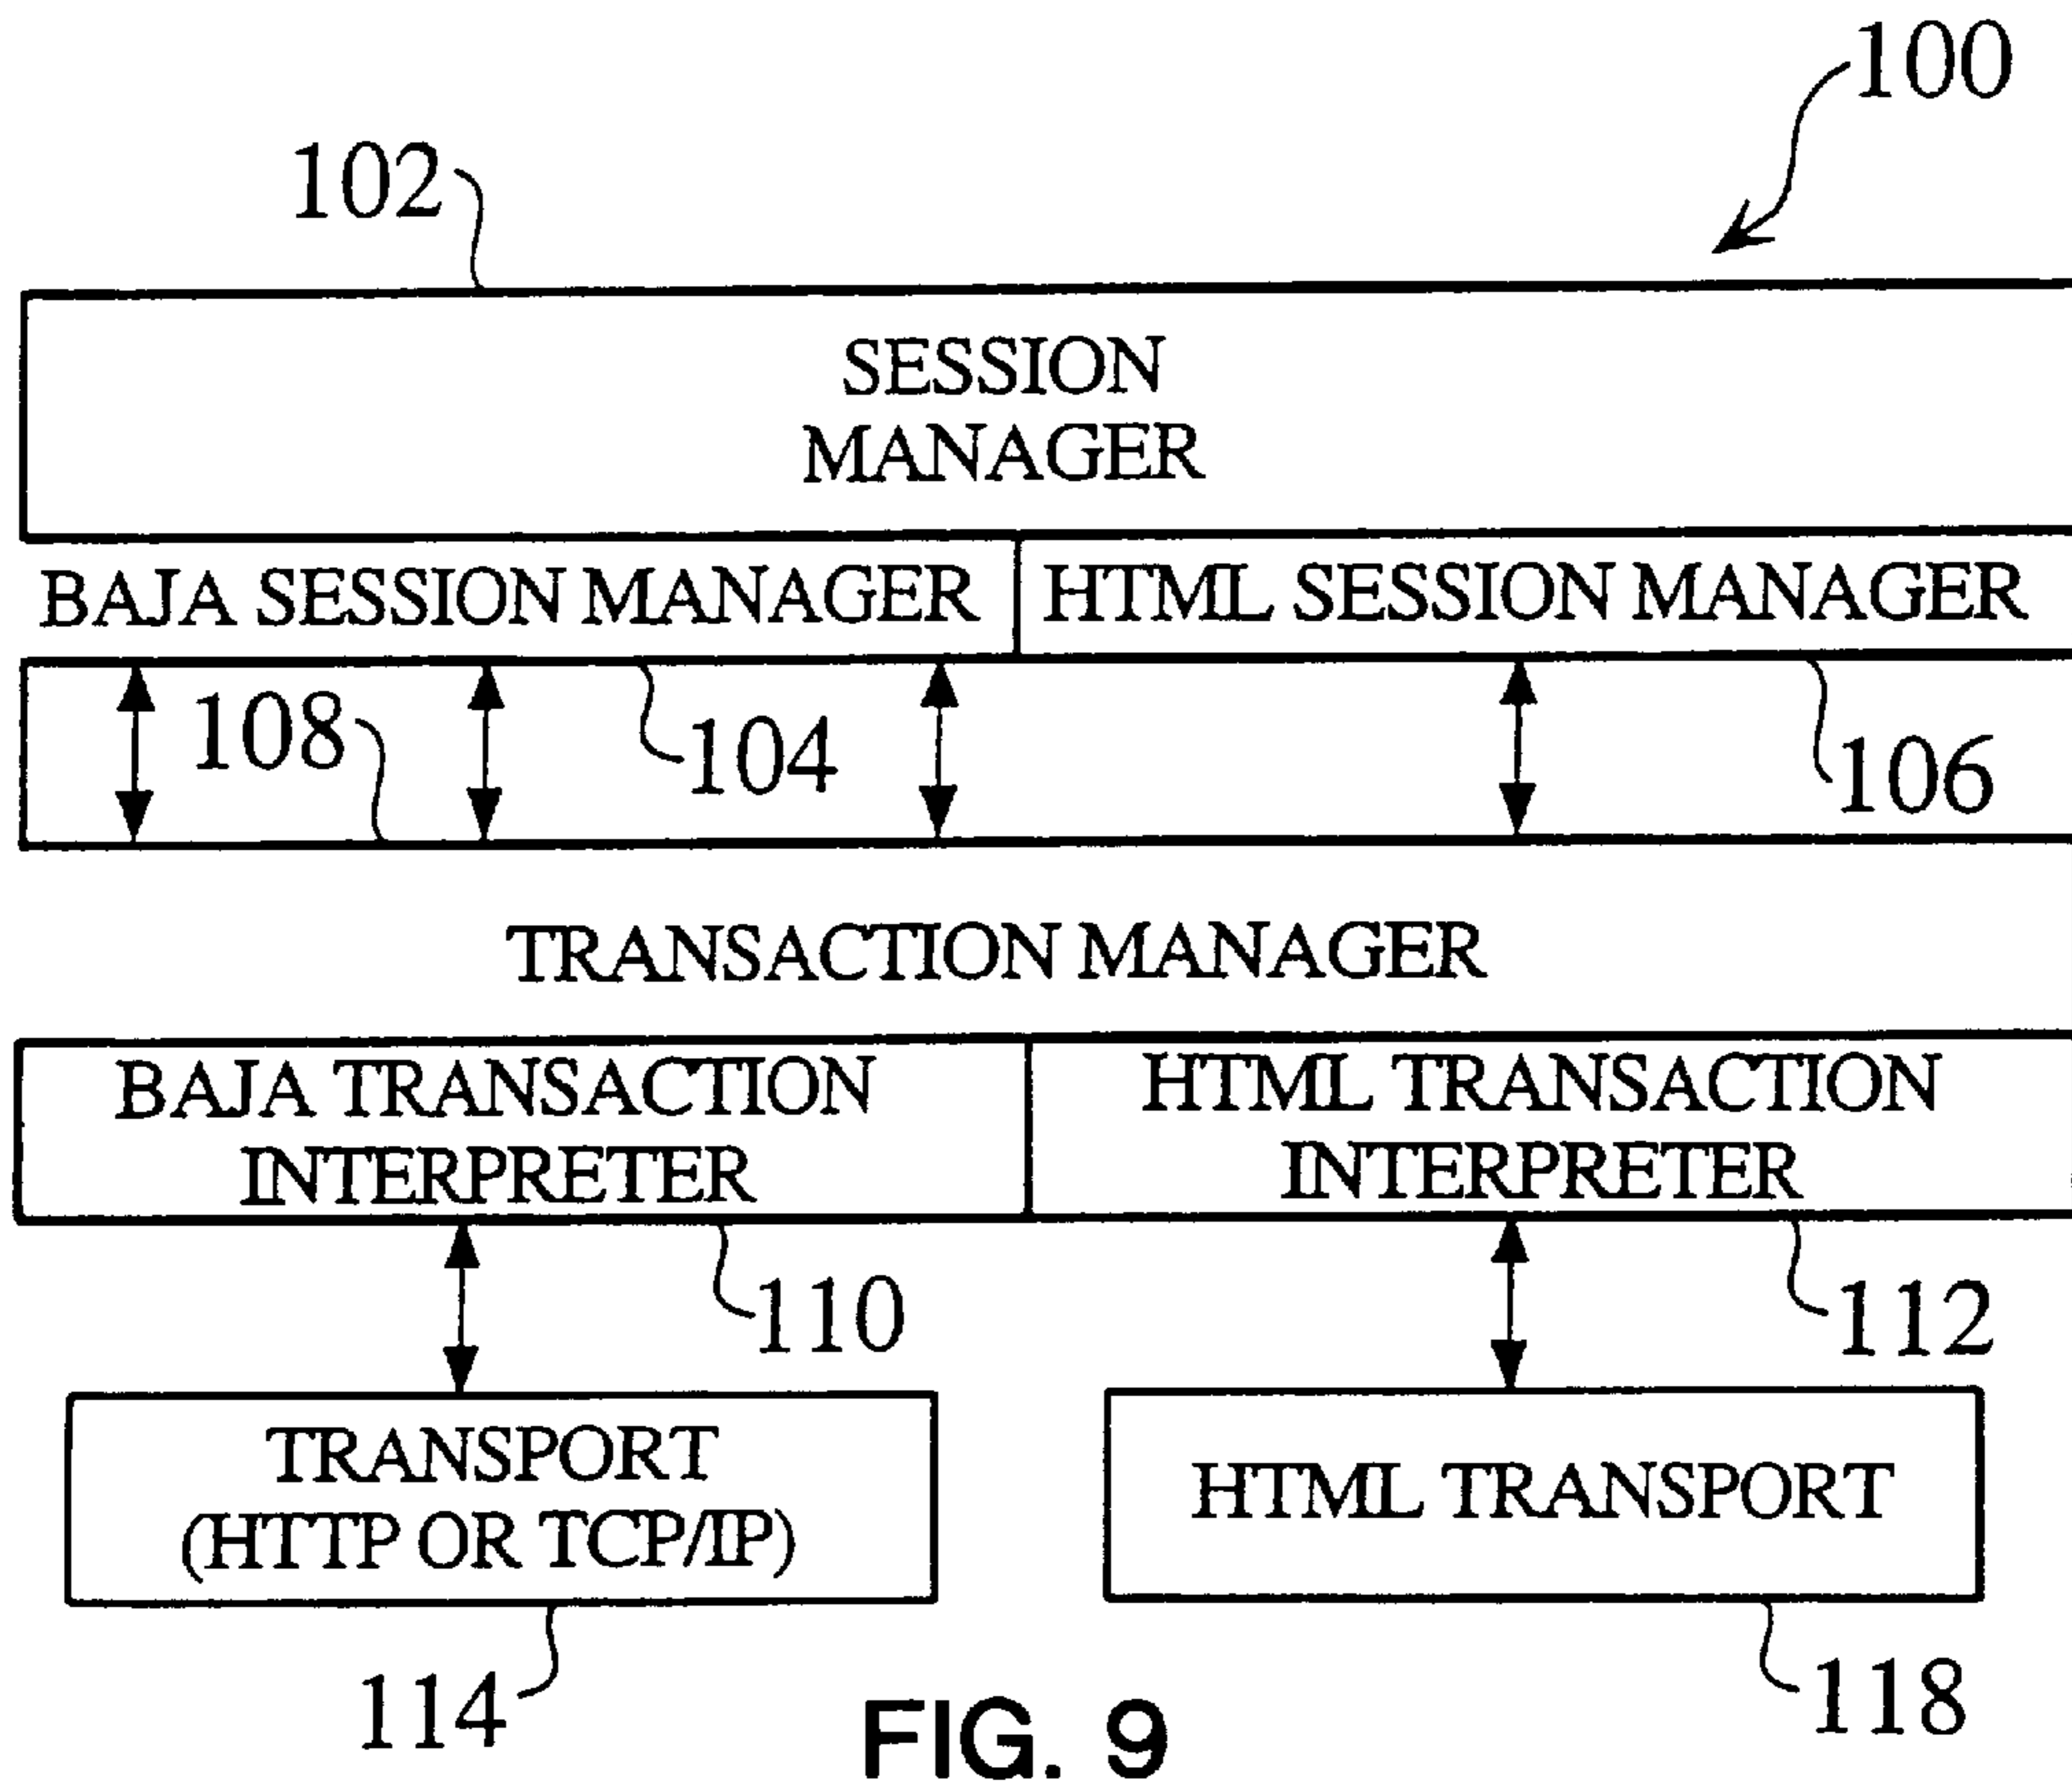 100
102
SESSION
MANAGER
BAJA SESSION MANAGER
HTML SESSION MANAGER
108
104
106
TRANSACTION MANAGER
BAJA TRANSACTION
INTERPRETER
HTML TRANSACTION
INTERPRETER
110
112
TRANSPORT
(HTTP OR TCP/IP)
HTML TRANSPORT
114
118
FIG. 9